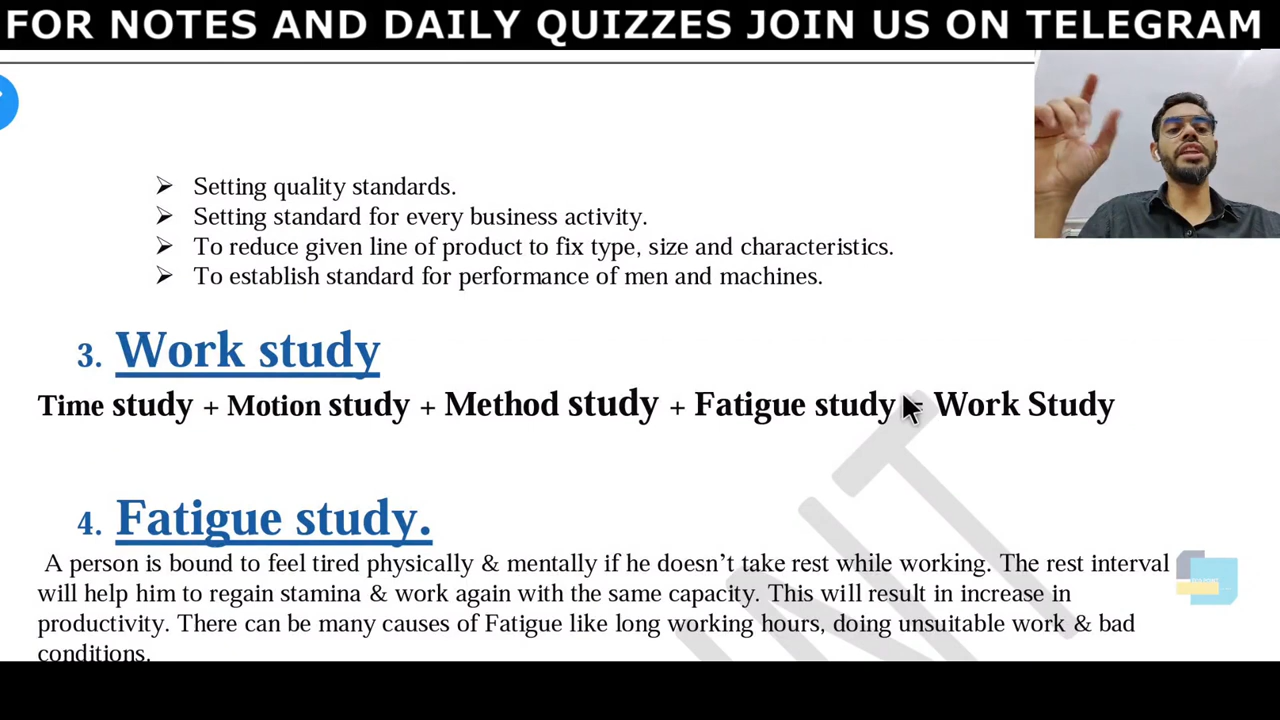 FOR NOTES AND DAILY QUIZZES JOIN US ON TELEGRAM
➢ Setting quality standards.
➢ Setting standard for every business activity.
➢ To reduce given line of product to fix type, size and characteristics.
➢ To establish standard for performance of men and machines.
3. Work study
Time study + Motion study + Method study + Fatigue study = Work Study
4. Fatigue study.
A person is bound to feel tired physically & mentally if he doesn’t take rest while working. The rest interval
will help him to regain stamina & work again with the same capacity. This will result in increase in
productivity. There can be many causes of Fatigue like long working hours, doing unsuitable work & bad
conditions.